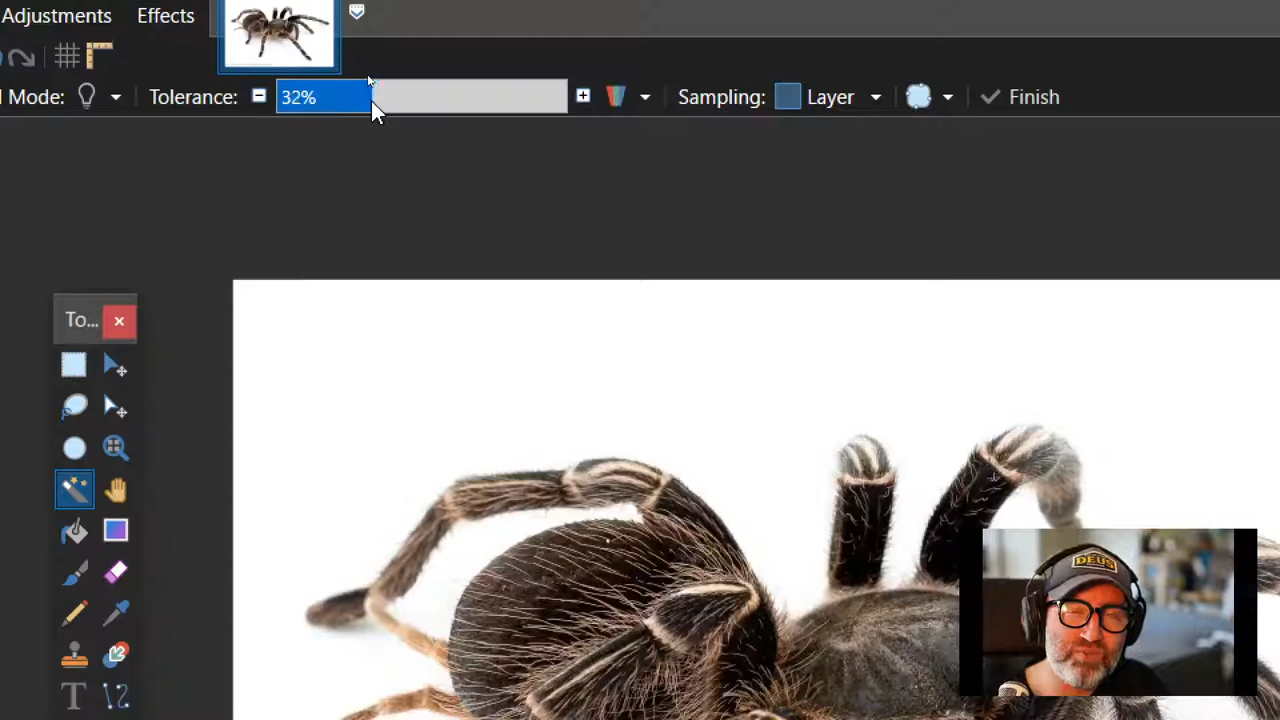 Adjustments Effects
Mode: Tolerance: 32% Sampling: Layer Finish
To...
T
DEUS